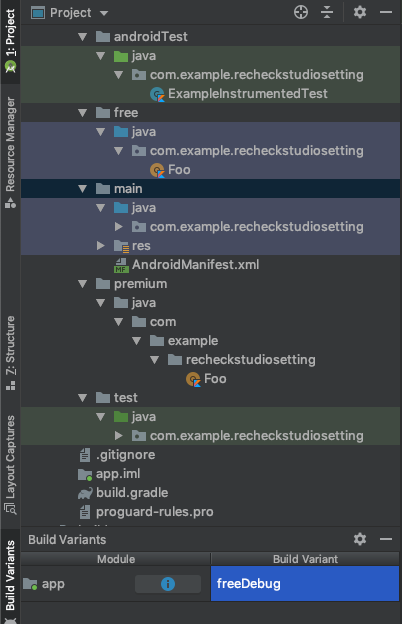 Project
androidTest
java
com.example.recheckstudiosetting
ExampleInstrumentedTest
free
java
com.example.recheckstudiosetting
Foo
main
java
com.example.recheckstudiosetting
res
MF
AndroidManifest.xml
premium
java
com
example
recheckstudiosetting
Foo
test
java
com.example.recheckstudiosetting
.gitignore
app.iml
build.gradle
proguard-rules.pro
Build Variants
Module
Build Variant
app
freeDebug
1: Project
Resource Manager
Z: Structure
Layout Captures
Build Variants